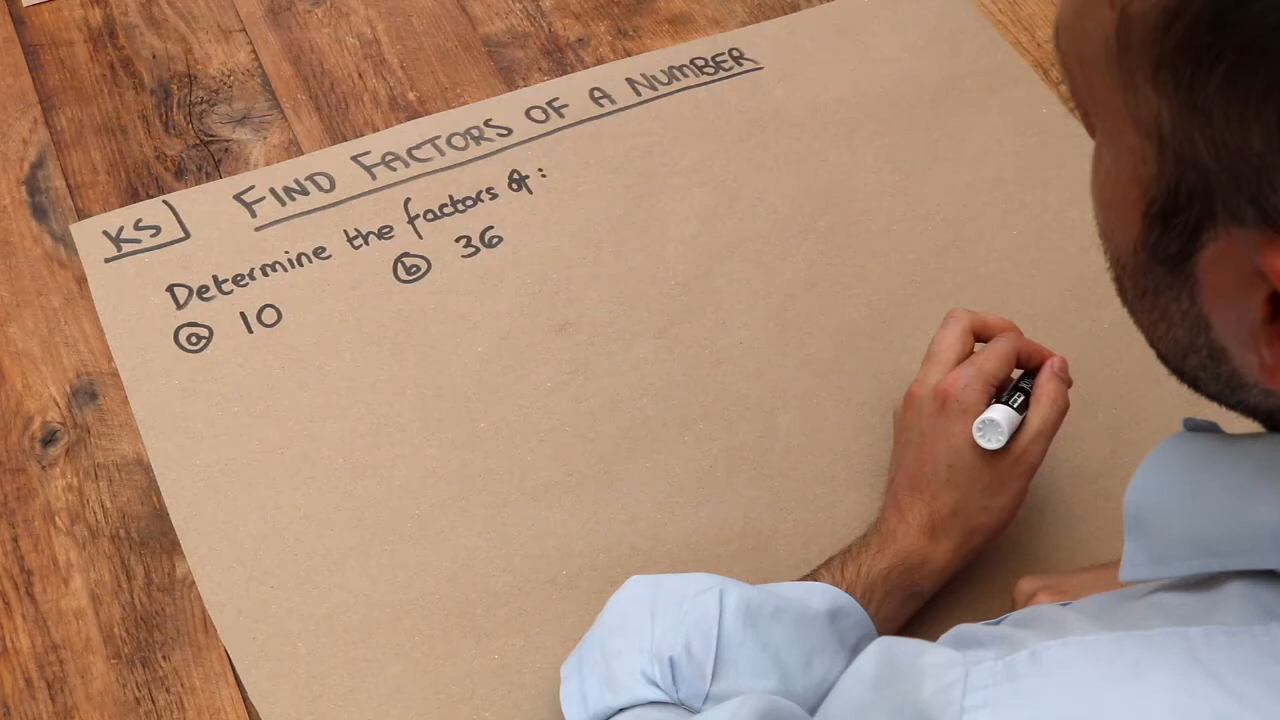 KS
FIND FACTORS OF A NUMBER
Determine the factors of:
ⓐ 10 ⓑ 36